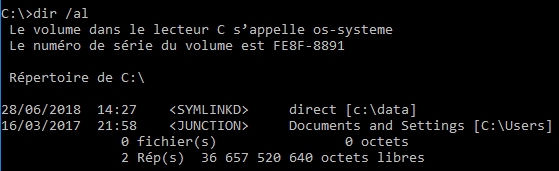 C:\>dir /al
Le volume dans le lecteur C s’appelle os-systeme
Le numéro de série du volume est FE8F-8891
Répertoire de C:\
28/06/2018  14:27    <SYMLINKD>     direct [c:\data]
16/03/2017  21:58    <JUNCTION>     Documents and Settings [C:\Users]
0 fichier(s)                0 octets
2 Rép(s)  36 657 520 640 octets libres